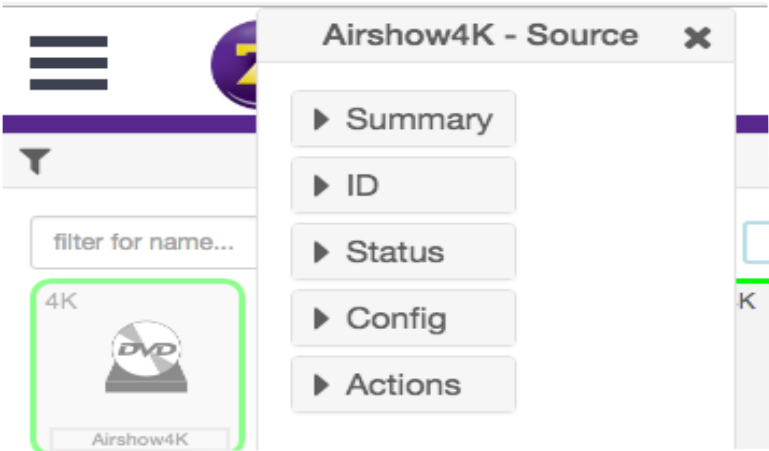 Airshow4K - Source
Summary
ID
Status
Config
Actions
filter for name...
4K
DVD
Airshow4K
K